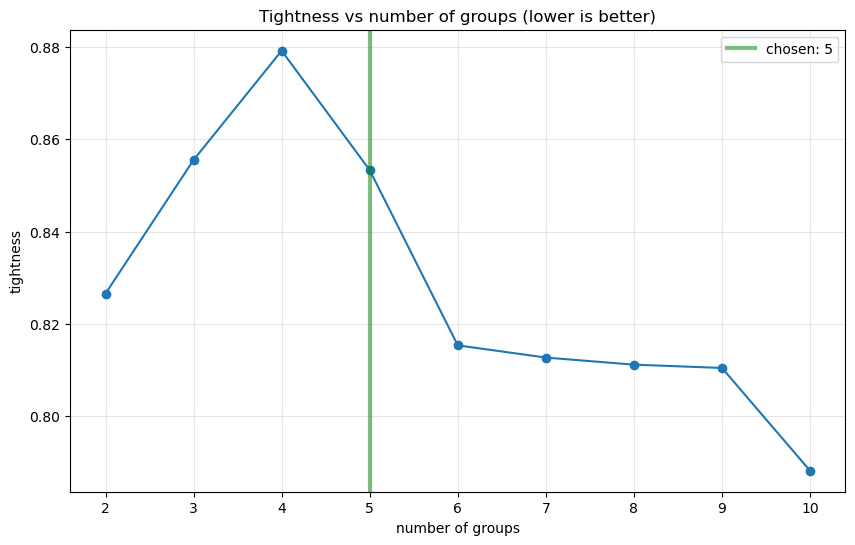 Tightness vs number of groups (lower is better)
chosen: 5
0.88
0.86
0.84
0.82
0.80
tightness
2 3 4 5 6 7 8 9 10
number of groups